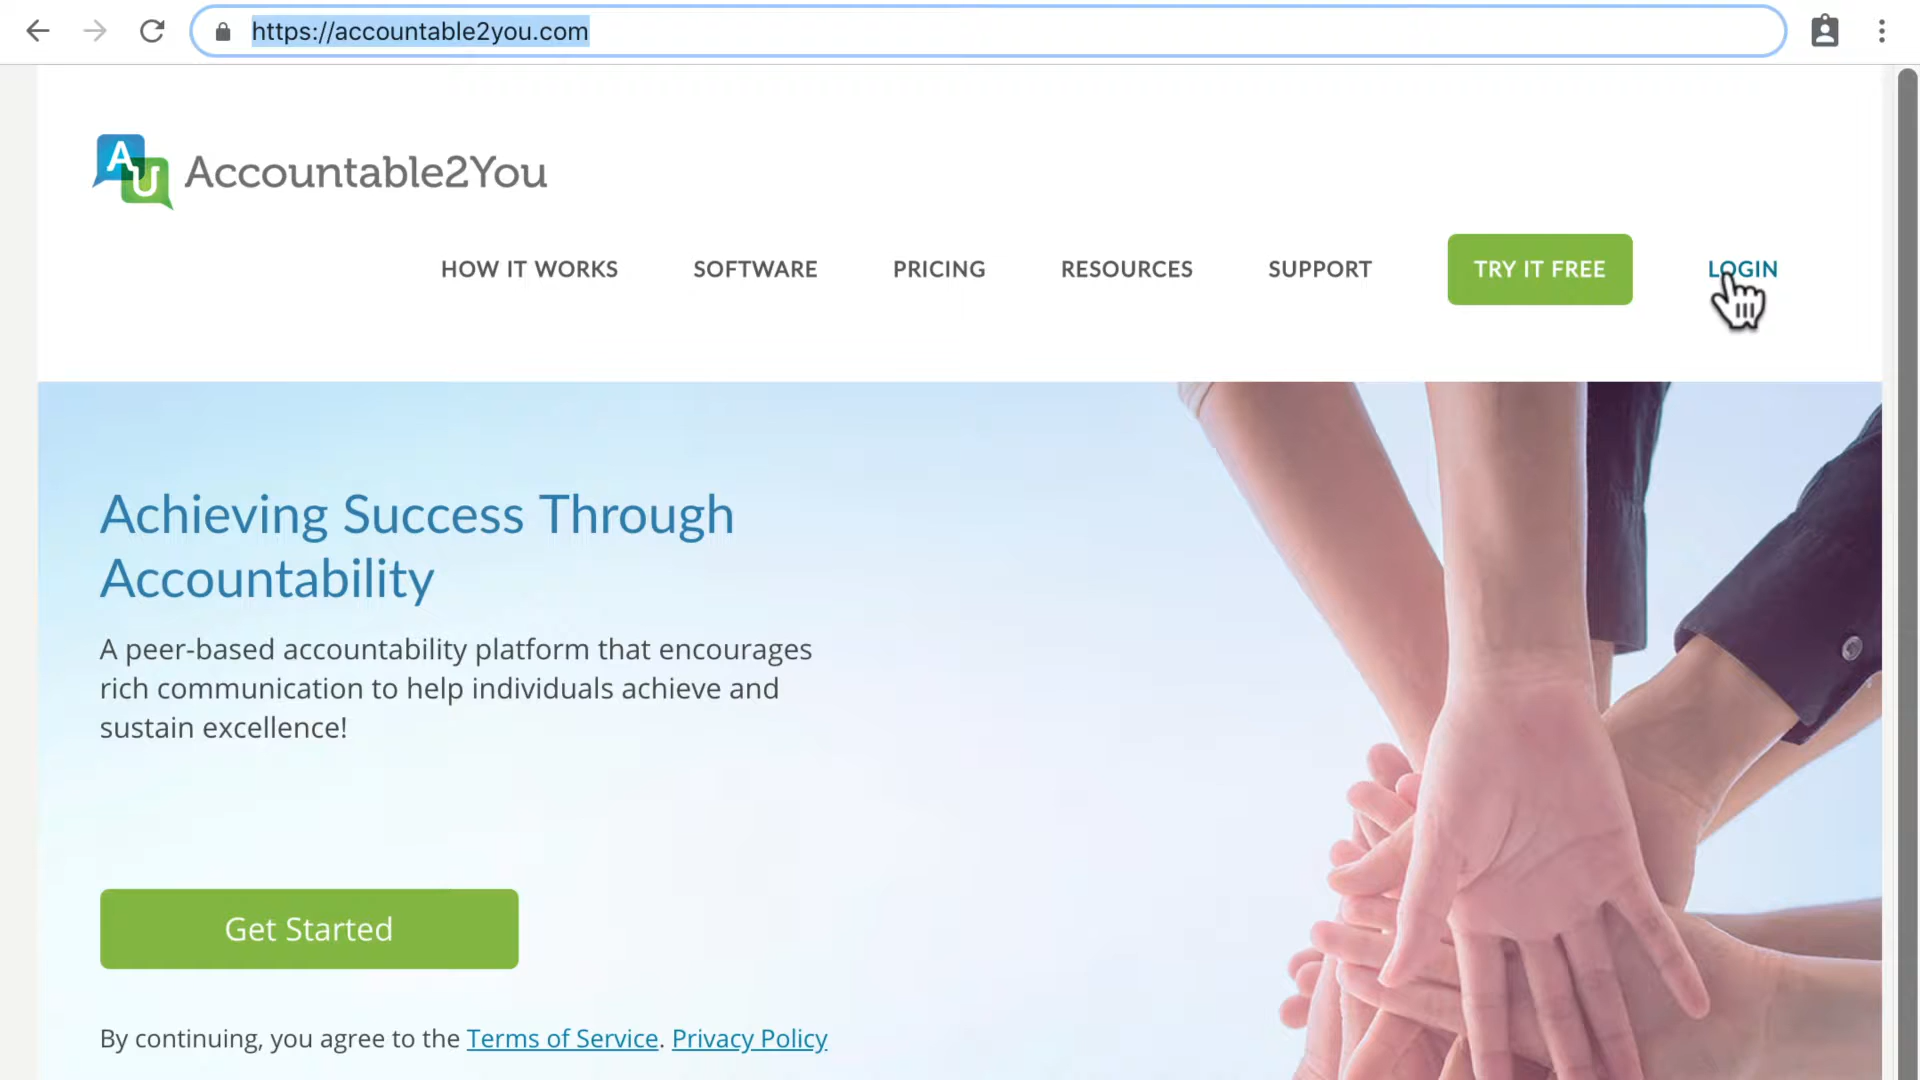 https://accountable2you.com
AU Accountable2You
HOW IT WORKS SOFTWARE PRICING RESOURCES SUPPORT TRY IT FREE LOGIN
Achieving Success Through
Accountability
A peer-based accountability platform that encourages
rich communication to help individuals achieve and
sustain excellence!
Get Started
By continuing, you agree to the Terms of Service. Privacy Policy